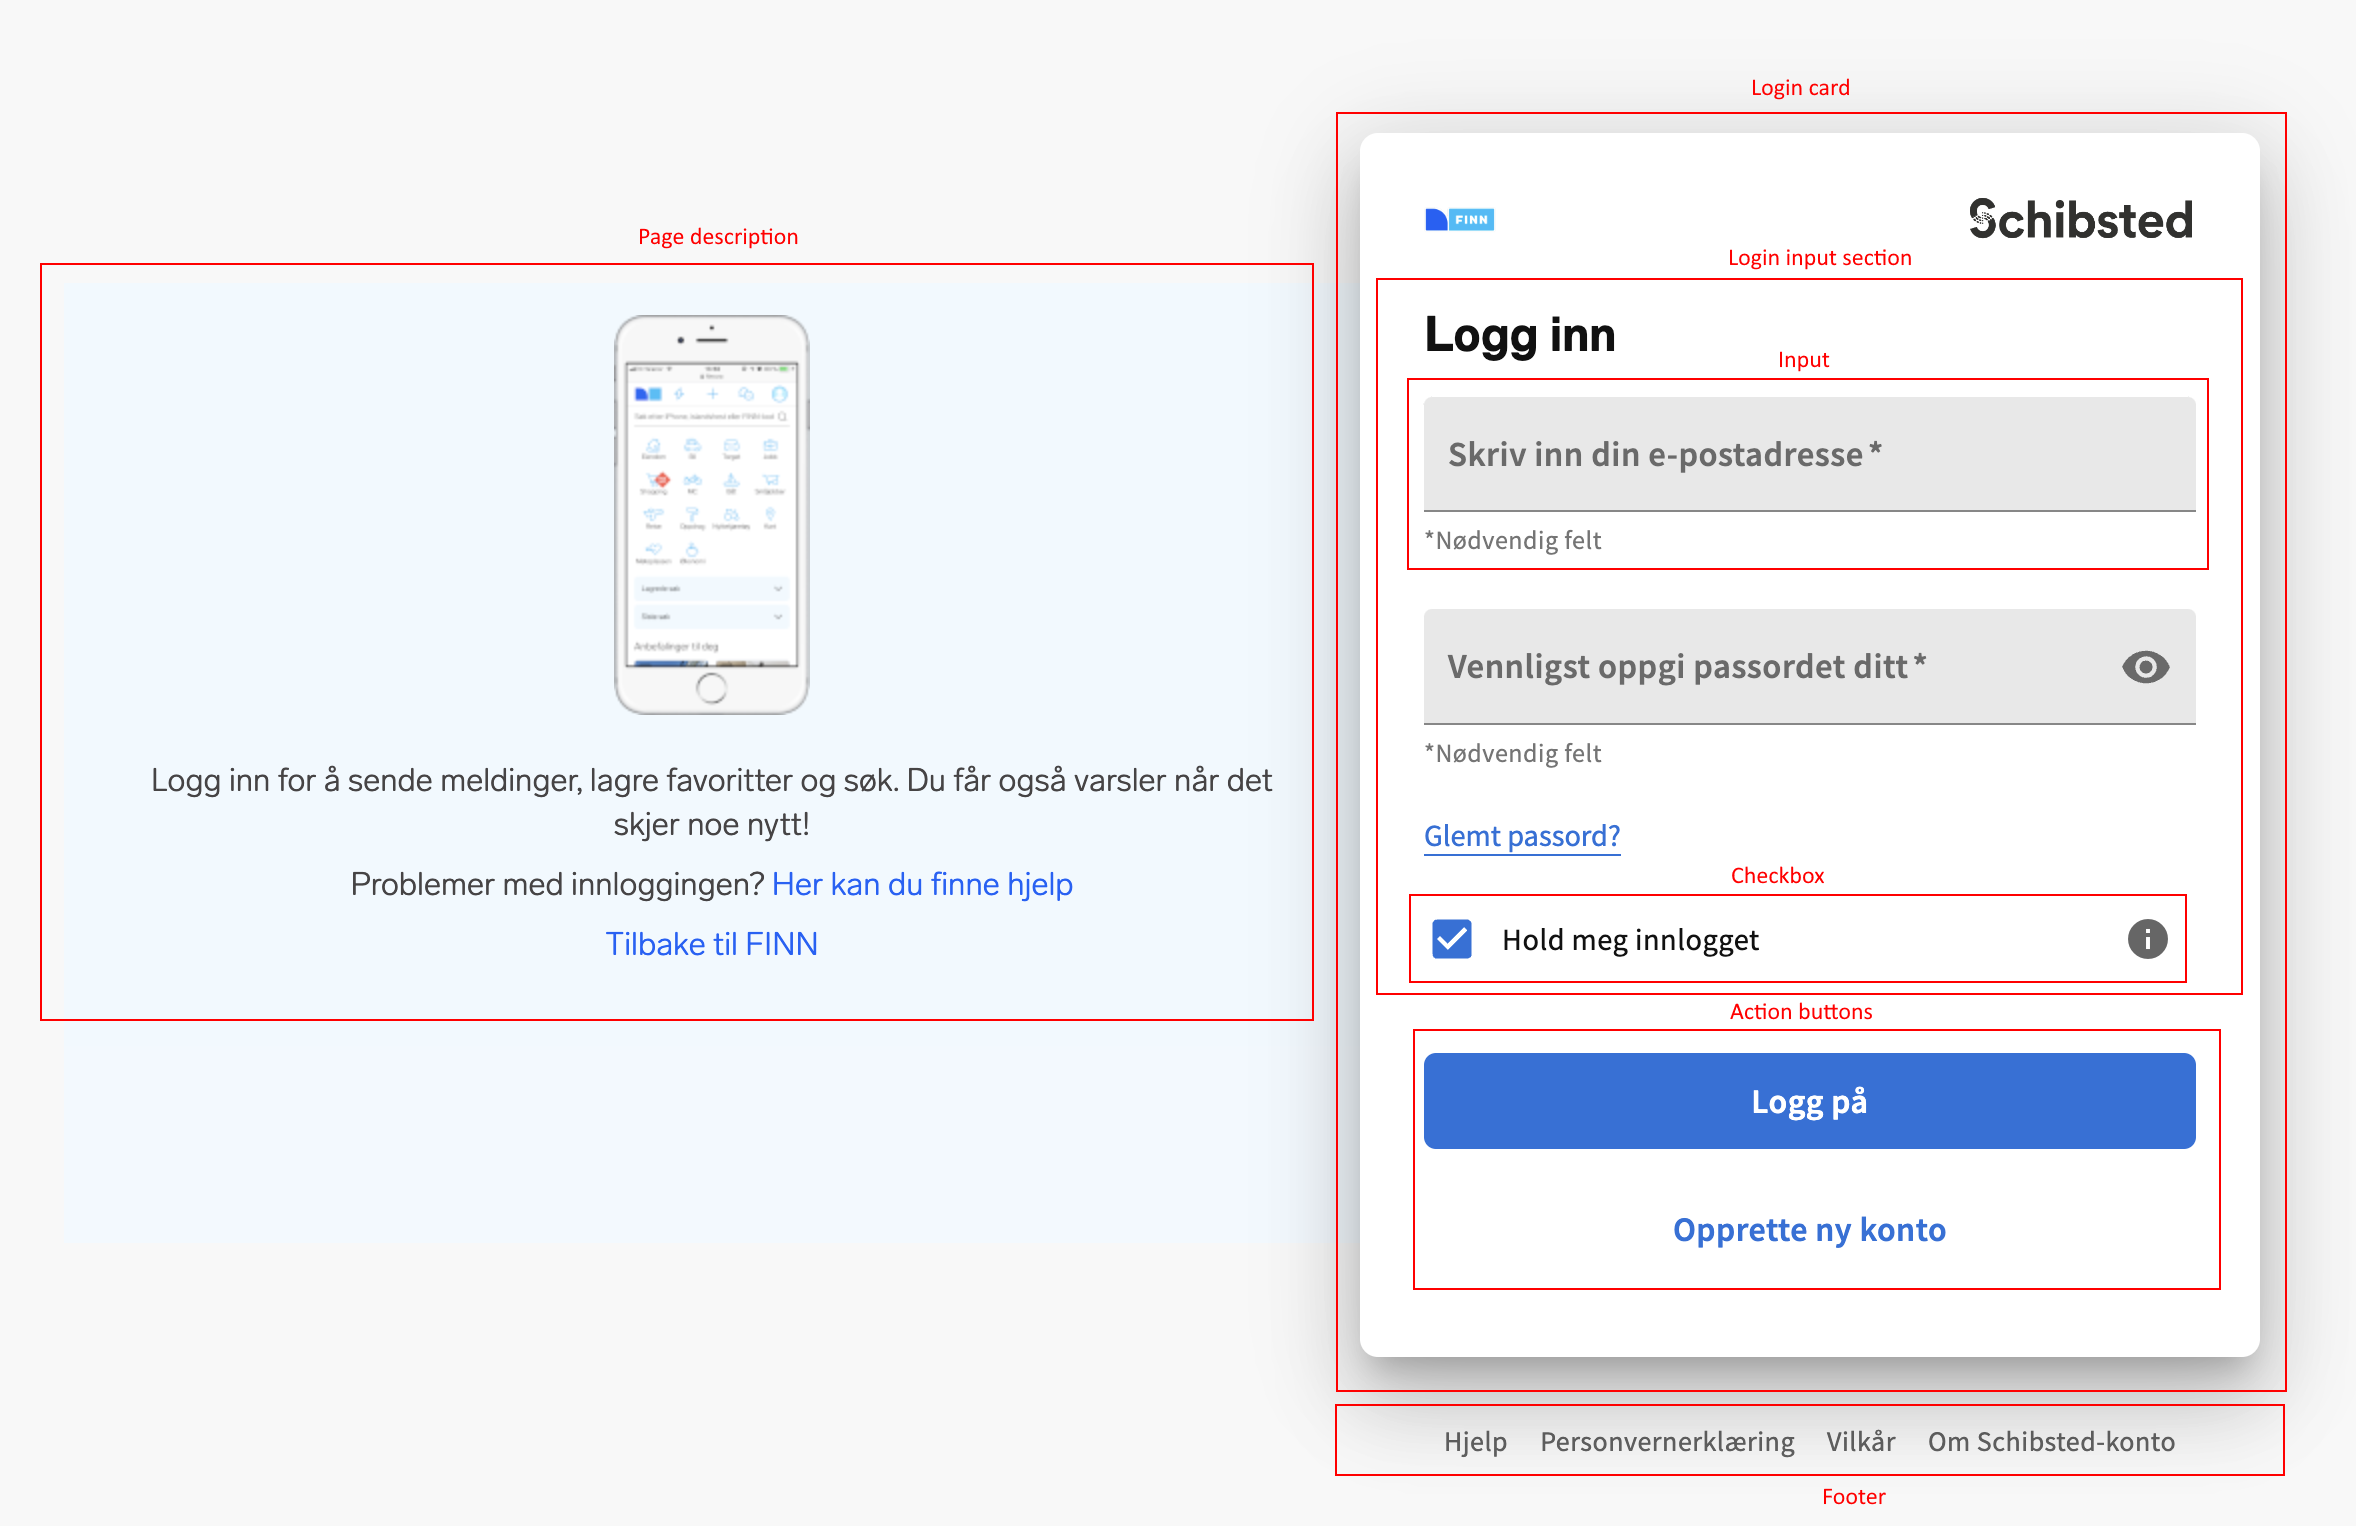 Page description
Anbefalinger til deg
Logg inn for å sende meldinger, lagre favoritter og søk. Du får også varsler når det
skjer noe nytt!
Problemer med innloggingen? Her kan du finne hjelp
Tilbake til FINN
Login card
FINN
Schibsted
Login input section
Logg inn
Input
Skriv inn din e-postadresse*
*Nødvendig felt
Vennligst oppgi passordet ditt*
*Nødvendig felt
Glemt passord?
Checkbox
Hold meg innlogget
Action buttons
Logg på
Opprette ny konto
Hjelp Personvernerklæring Vilkår Om Schibsted-konto
Footer